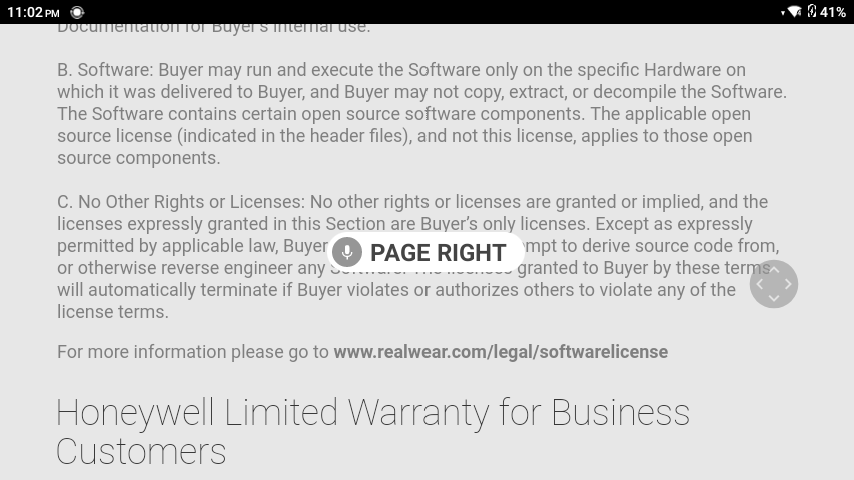 11:02 PM
41%
Documentation for Buyer's internal use.
B. Software: Buyer may run and execute the Software only on the specific Hardware on
which it was delivered to Buyer, and Buyer may not copy, extract, or decompile the Software.
The Software contains certain open source software components. The applicable open
source license (indicated in the header files), and not this license, applies to those open
source components.
C. No Other Rights or Licenses: No other rights or licenses are granted or implied, and the
licenses expressly granted in this Section are Buyer's only licenses. Except as expressly
permitted by applicable law, Buyer mpt to derive source code from,
PAGE RIGHT
or otherwise reverse engineer any Software. The licenses granted to Buyer by these terms
will automatically terminate if Buyer violates or authorizes others to violate any of the
license terms.
For more information please go to www.realwear.com/legal/softwarelicense
Honeywell Limited Warranty for Business
Customers